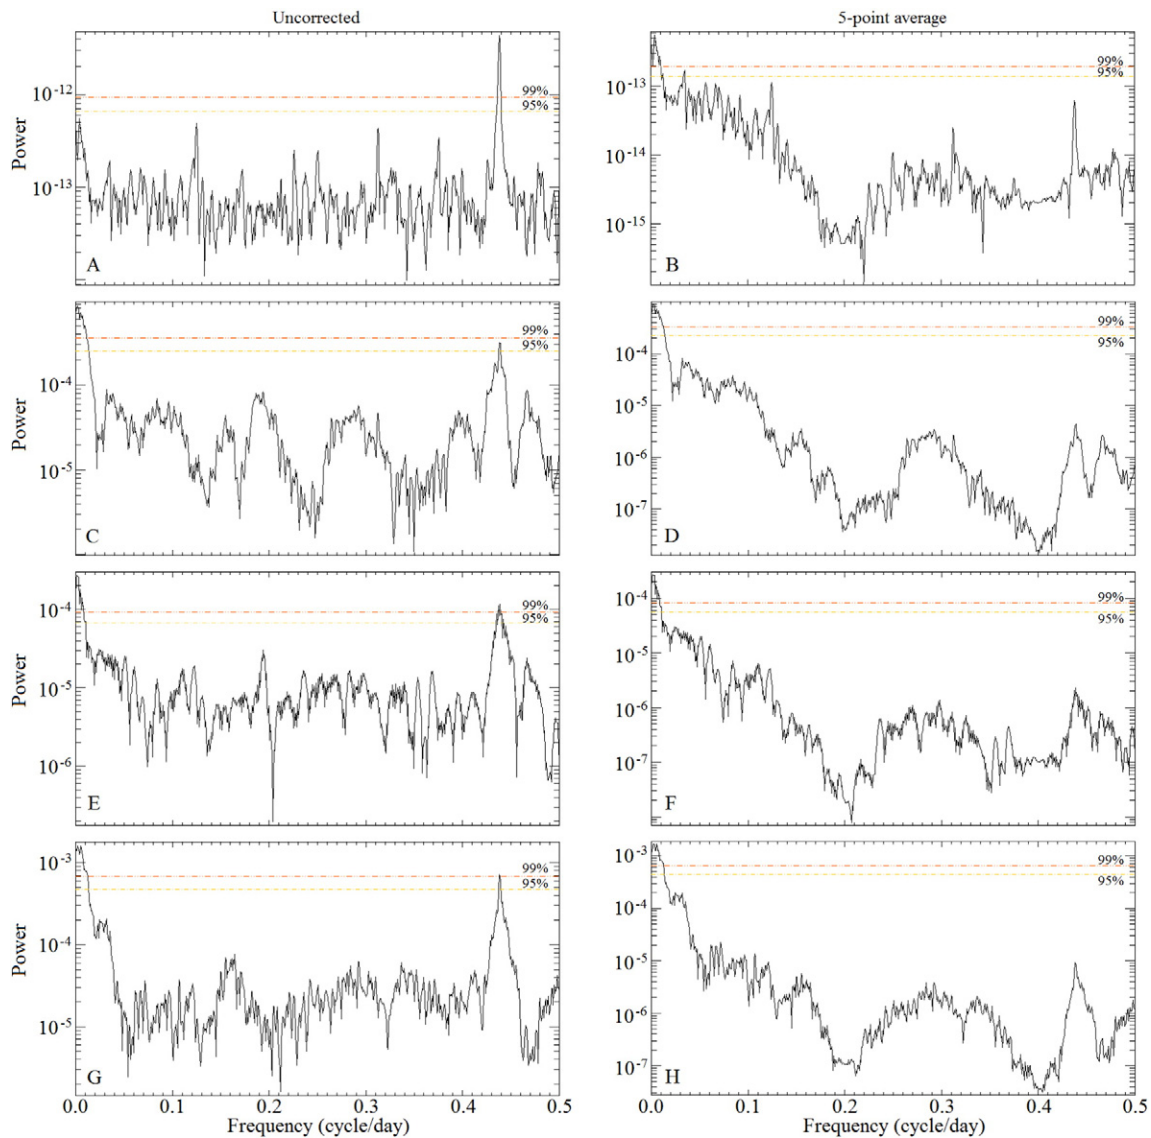 Uncorrected
5-point average
Power
10-12
10-13
99%
95%
A
10-13
10-14
10-15
99%
95%
B
Power
10-4
10-5
99%
95%
C
10-4
10-5
10-6
10-7
99%
95%
D
Power
10-4
10-5
10-6
99%
95%
E
10-4
10-5
10-6
10-7
99%
95%
F
Power
10-3
10-4
10-5
99%
95%
G
10-3
10-4
10-5
10-6
10-7
99%
95%
H
0.0 0.1 0.2 0.3 0.4 0.5
0.0 0.1 0.2 0.3 0.4 0.5
Frequency (cycle/day)
Frequency (cycle/day)